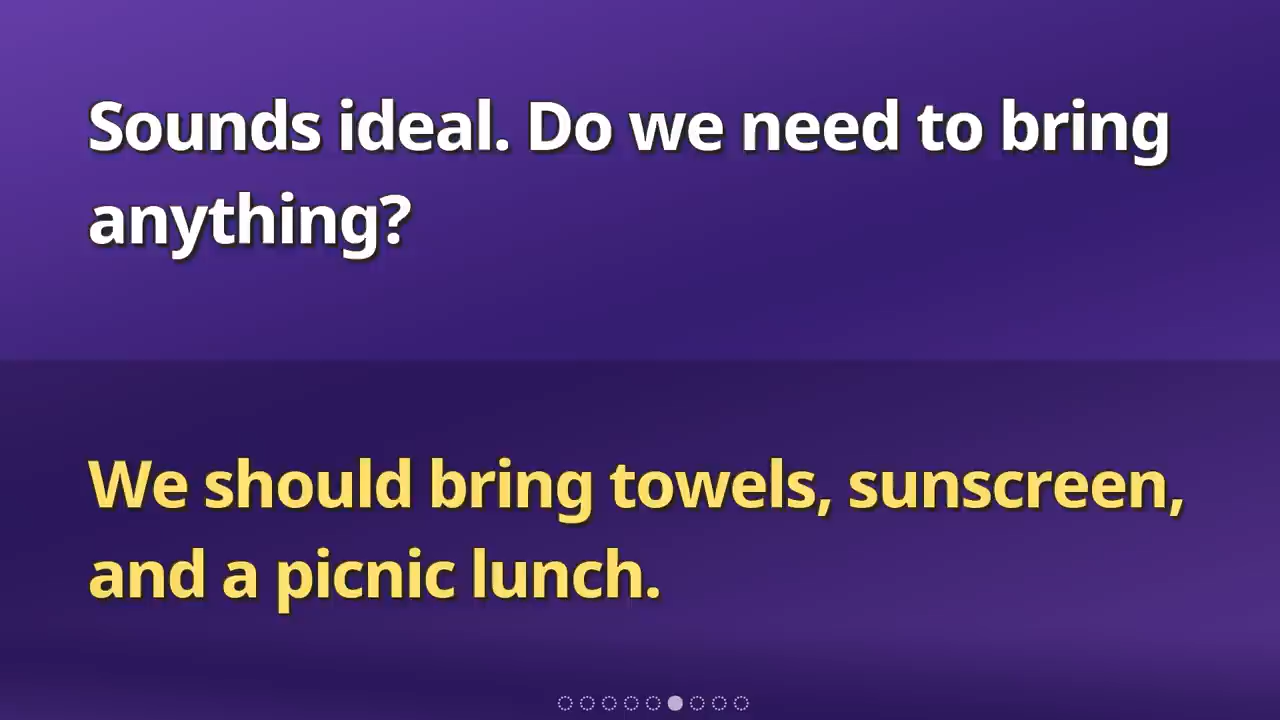 Sounds ideal. Do we need to bring
anything?
We should bring towels, sunscreen,
and a picnic lunch.